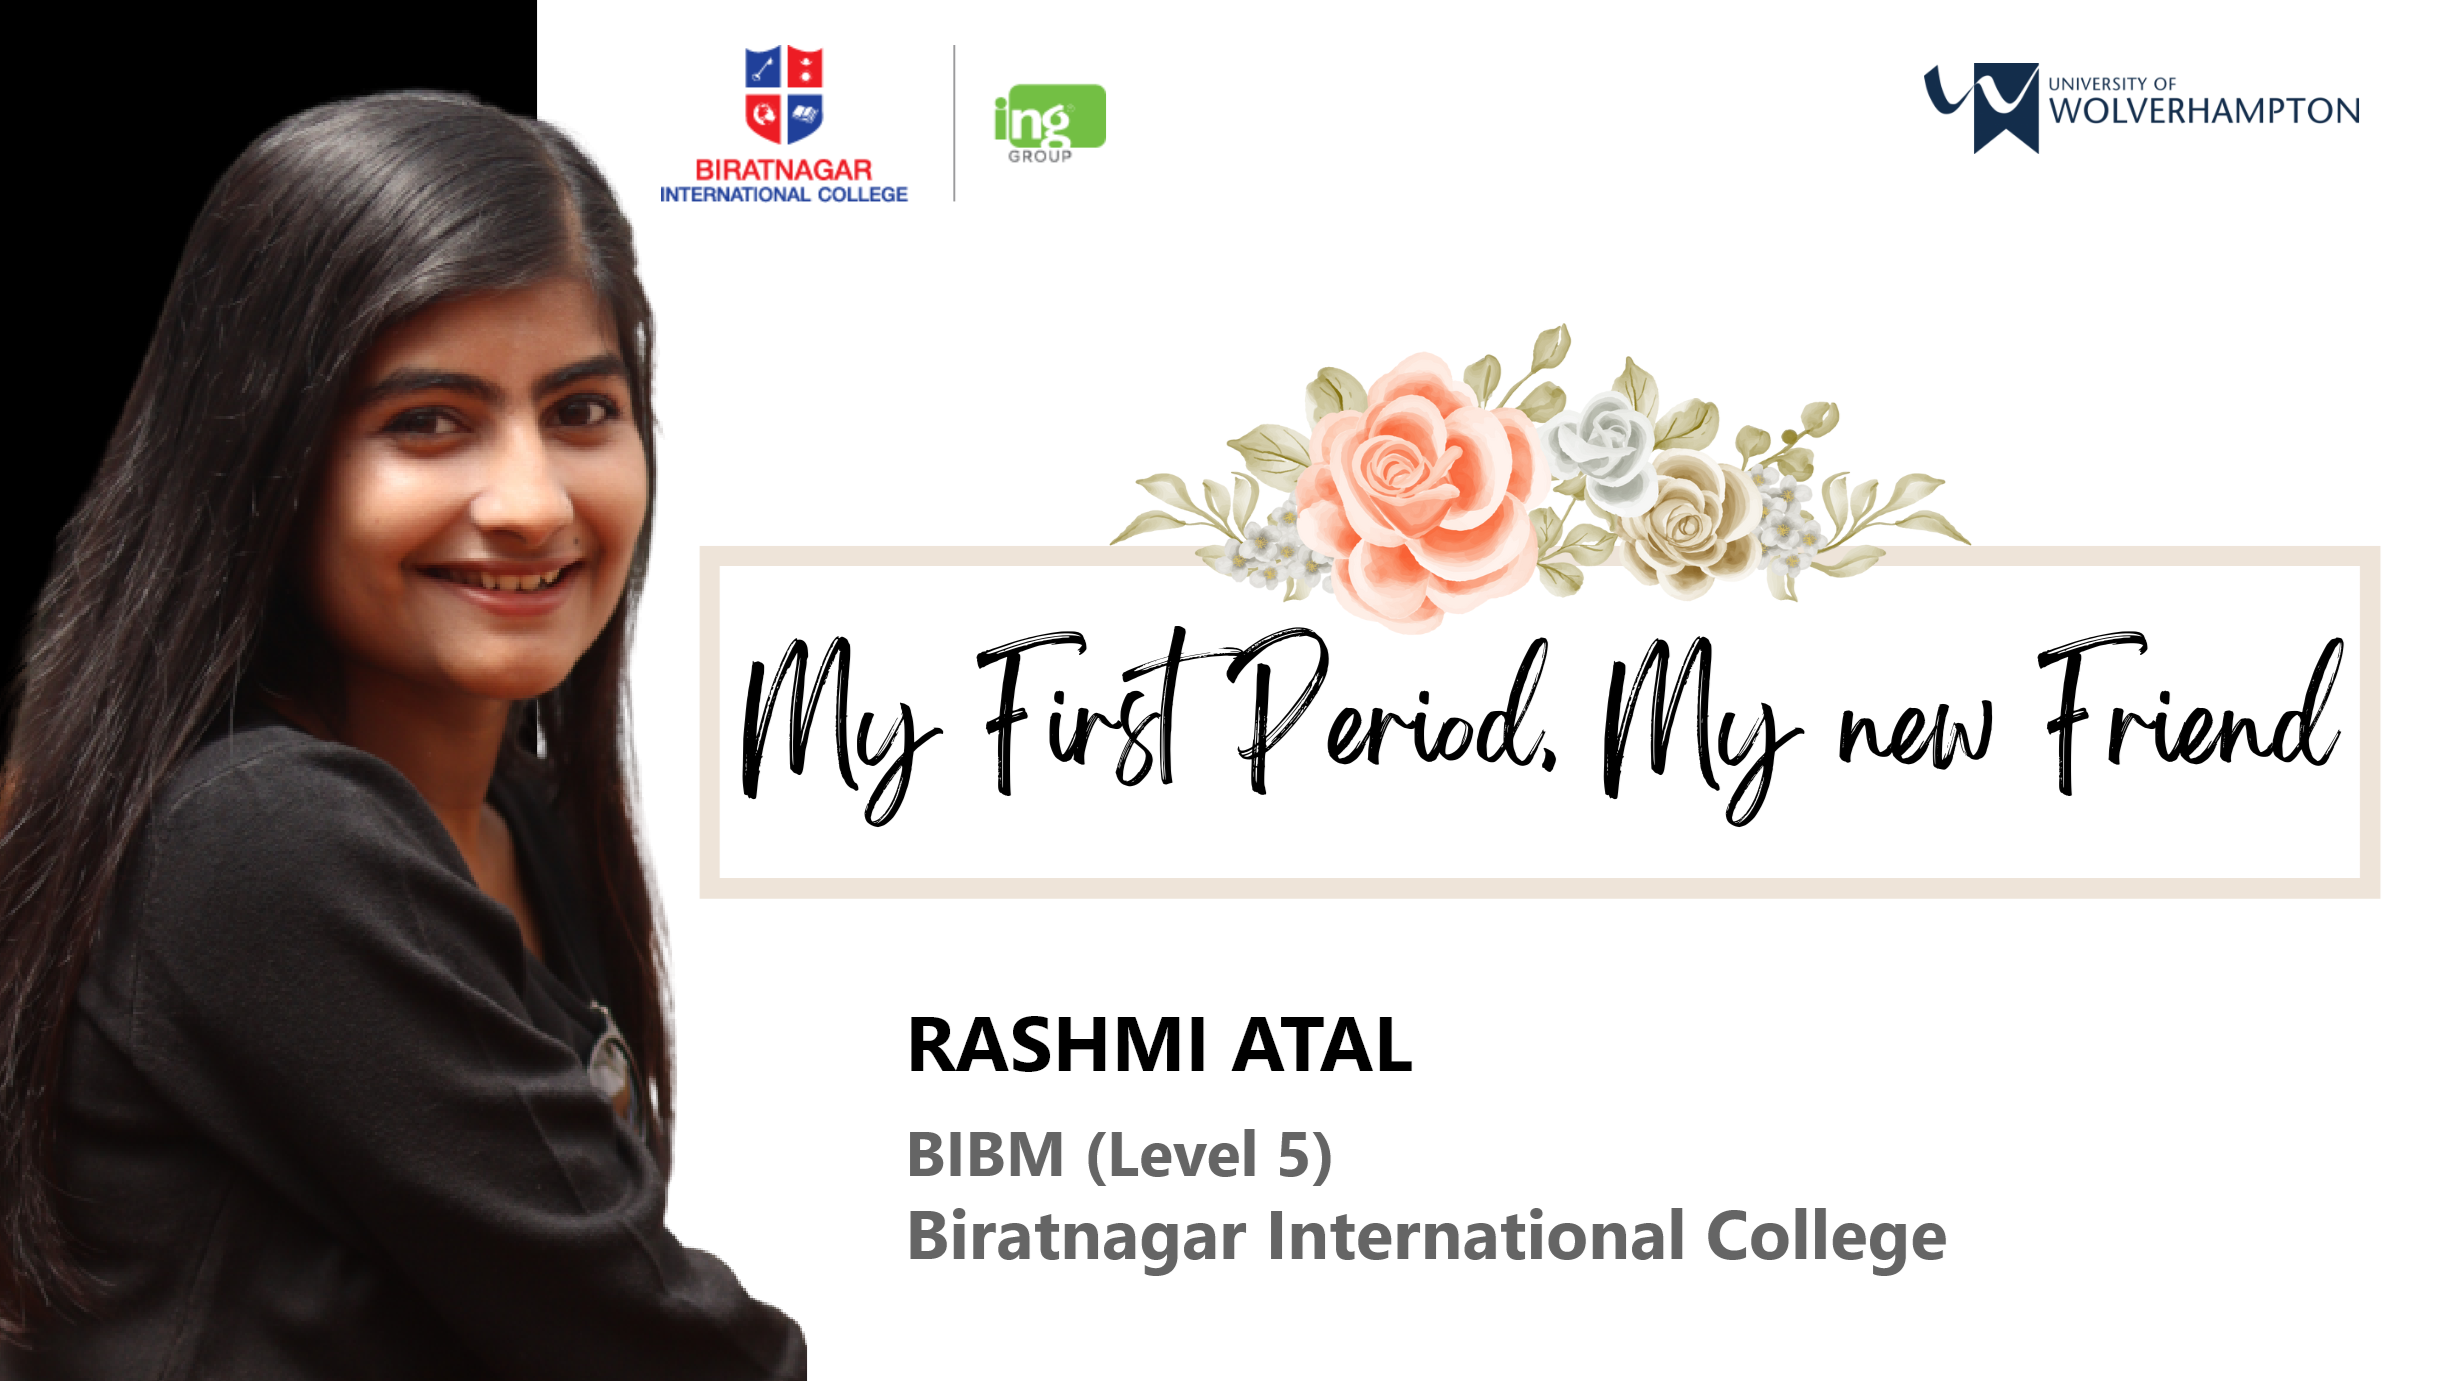 BIRATNAGAR
INTERNATIONAL COLLEGE
ing
GROUP
UNIVERSITY OF
WOLVERHAMPTON
My First Period, My new Friend
RASHMI ATAL
BIBM (Level 5)
Biratnagar International College